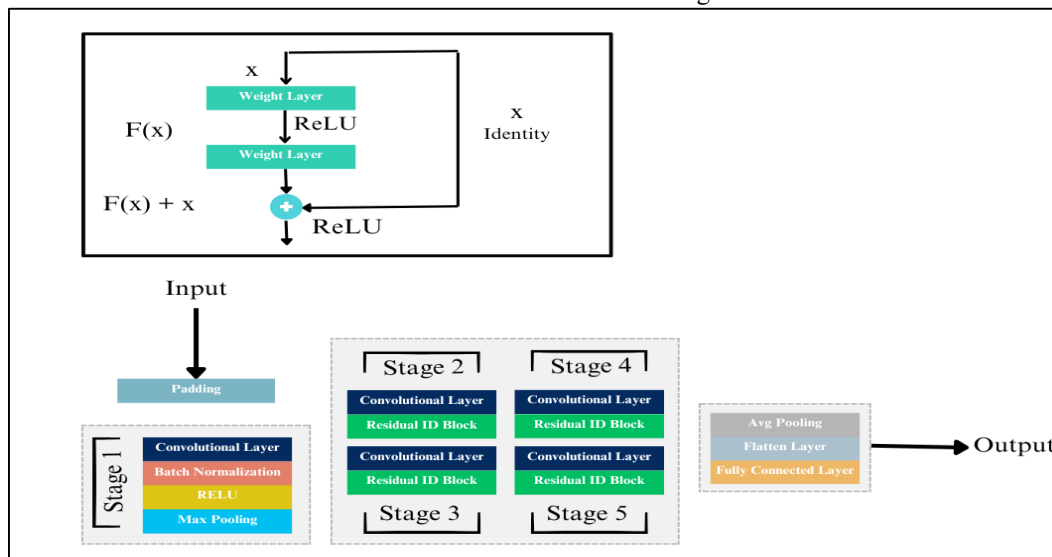 x
Weight Layer
ReLU
F(x)
x
Identity
Weight Layer
F(x) + x
ReLU
Input
Padding
Stage 1
Convolutional Layer
Batch Normalization
RELU
Max Pooling
Stage 2
Convolutional Layer
Residual ID Block
Convolutional Layer
Residual ID Block
Stage 3
Stage 4
Convolutional Layer
Residual ID Block
Convolutional Layer
Residual ID Block
Stage 5
Avg Pooling
Flatten Layer
Fully Connected Layer
Output